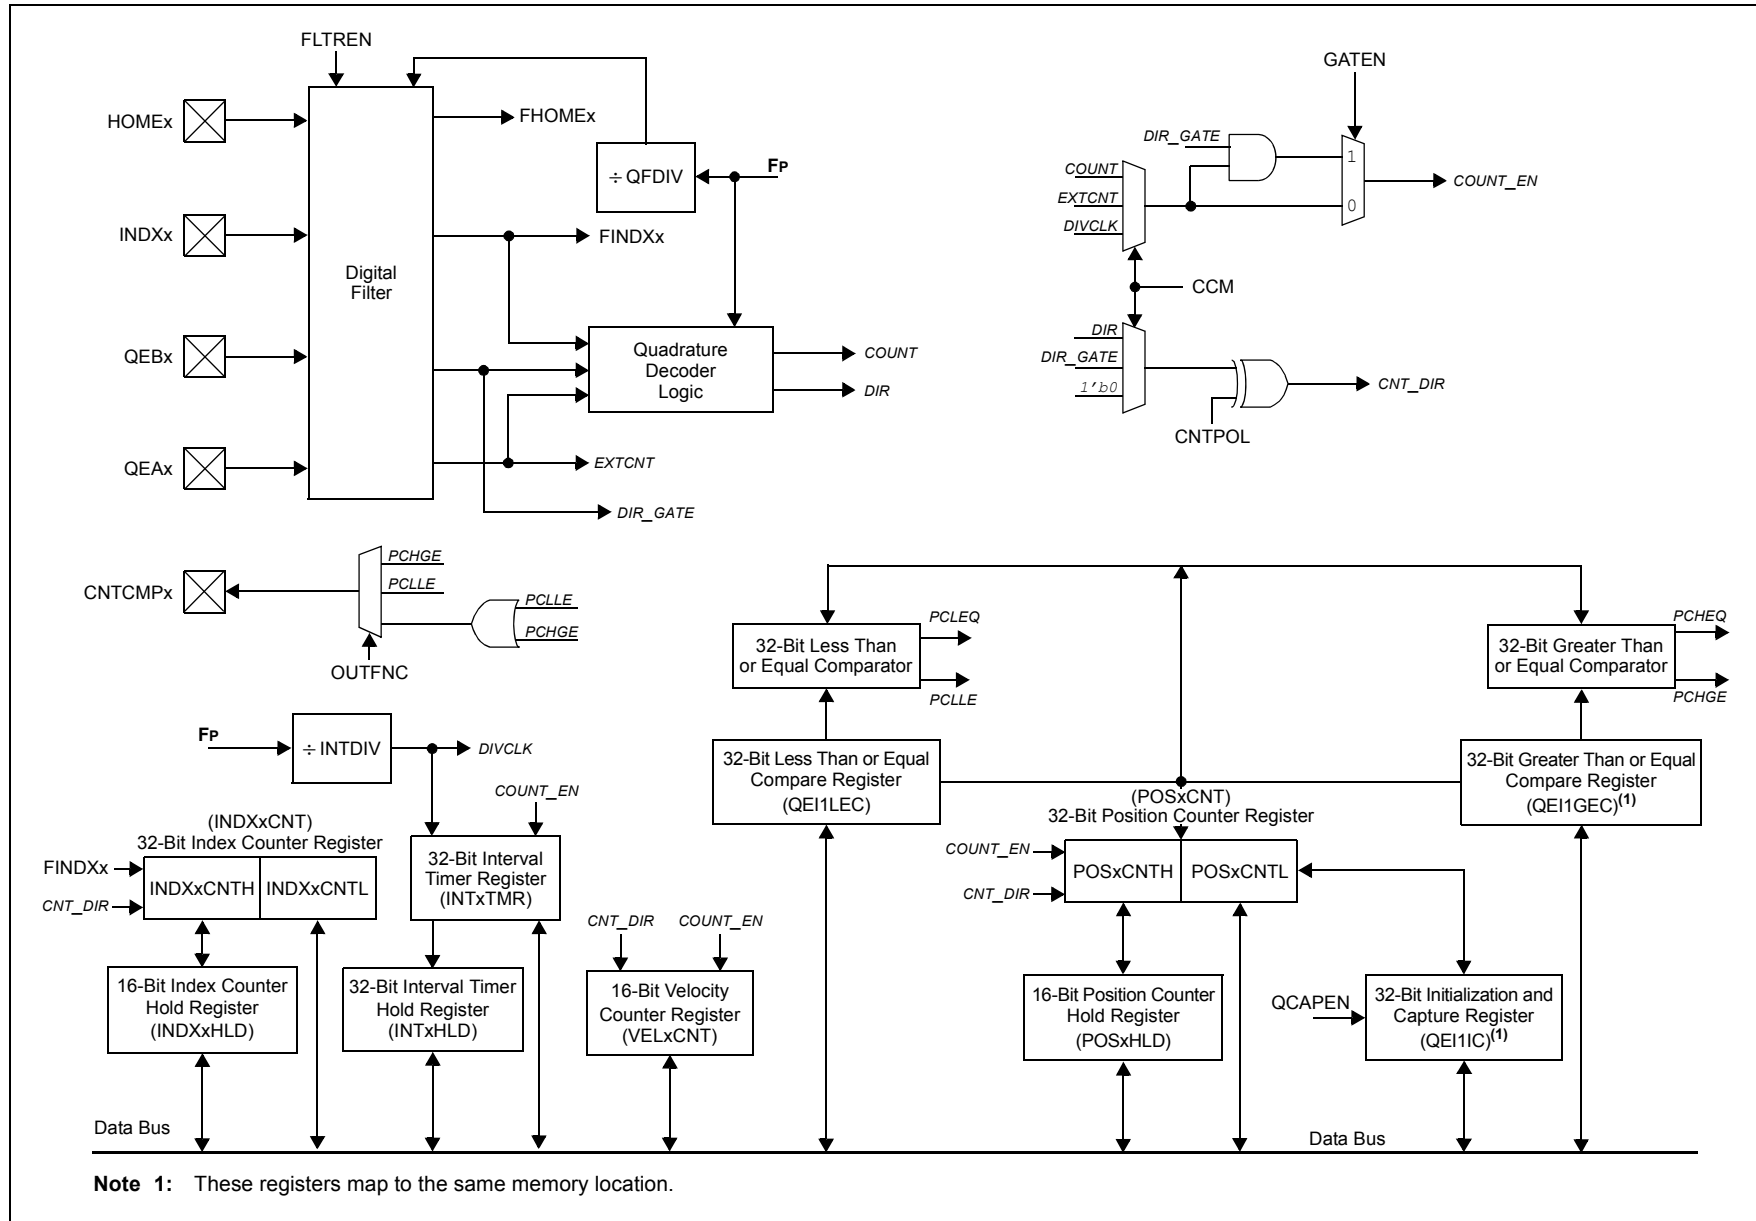 FLTREN
HOMEx
INDXx
QEBx
QEAx
Digital
Filter
FHOMEx
÷ QFDIV
FP
FINDXx
Quadrature
Decoder
Logic
COUNT
DIR
EXTCNT
DIR_GATE
GATEN
DIR_GATE
COUNT
EXTCNT
DIVCLK
1
0
COUNT_EN
CCM
DIR
DIR_GATE
1'b0
CNTPOL
CNT_DIR
CNTCMPx
PCHGE
PCLLE
PCLLE
PCHGE
OUTFNC
32-Bit Less Than
or Equal Comparator
PCLEQ
PCLLE
32-Bit Greater Than
or Equal Comparator
PCHEQ
PCHGE
FP
÷ INTDIV
DIVCLK
COUNT_EN
32-Bit Less Than or Equal
Compare Register
(QEI1LEC)
32-Bit Greater Than or Equal
Compare Register
(QEI1GEC)(1)
(INDXxCNT)
32-Bit Index Counter Register
FINDXx
CNT_DIR
INDXxCNTH
INDXxCNTL
32-Bit Interval
Timer Register
(INTxTMR)
(POSxCNT)
32-Bit Position Counter Register
COUNT_EN
CNT_DIR
POSxCNTH
POSxCNTL
CNT_DIR
COUNT_EN
16-Bit Index Counter
Hold Register
(INDXxHLD)
32-Bit Interval Timer
Hold Register
(INTxHLD)
16-Bit Velocity
Counter Register
(VELxCNT)
16-Bit Position Counter
Hold Register
(POSxHLD)
QCAPEN
32-Bit Initialization and
Capture Register
(QEI1IC)(1)
Data Bus
Data Bus
Note 1: These registers map to the same memory location.